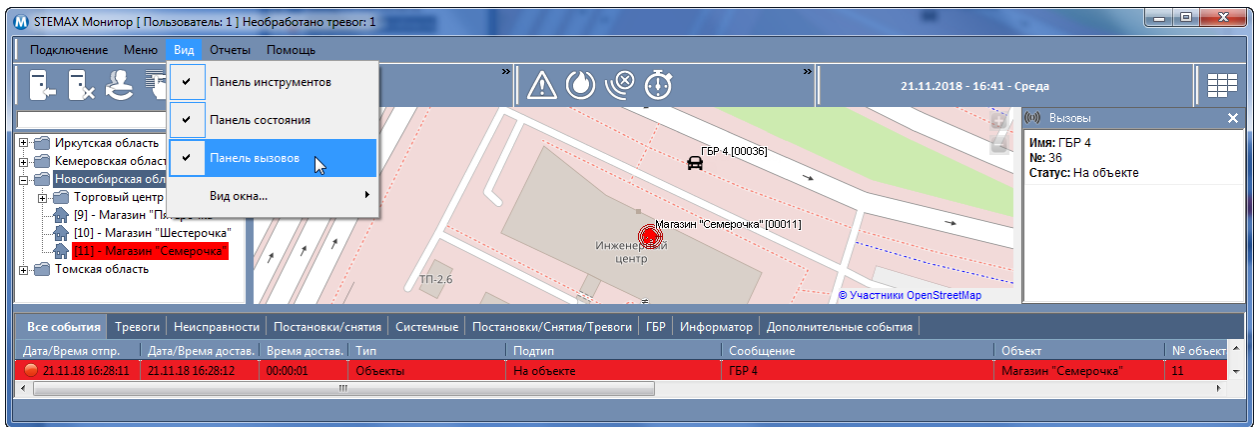 STEMAX Монитор [ Пользователь: 1 ] Необработано тревог: 1
Подключение Меню Вид Отчеты Помощь
Панель инструментов
Панель состояния
Панель вызовов
Вид окна...
21.11.2018 - 16:41 - Среда
Иркутская область
Кемеровская област
Новосибирская обл
Торговый центр
[9] - Магазин
[10] - Магазин "Шестерочка"
[11] - Магазин "Семерочка"
Томская область
ГБР 4 [00036]
Магазин "Семерочка" [00011]
Инженерный
центр
ТП-2.6
© Участники OpenStreetMap
Вызовы
Имя: ГБР 4
№: 36
Статус: На объекте
Все события Тревоги Неисправности Постановки/снятия Системные Постановки/Снятия/Тревоги ГБР Информатор Дополнительные события
Дата/Время отпр. Дата/Время достав. Время достав. Тип Подтип Сообщение Объект № объект
21.11.18 16:28:11 21.11.18 16:28:12 00:00:01 Объекты На объекте ГБР 4 Магазин "Семерочка" 11